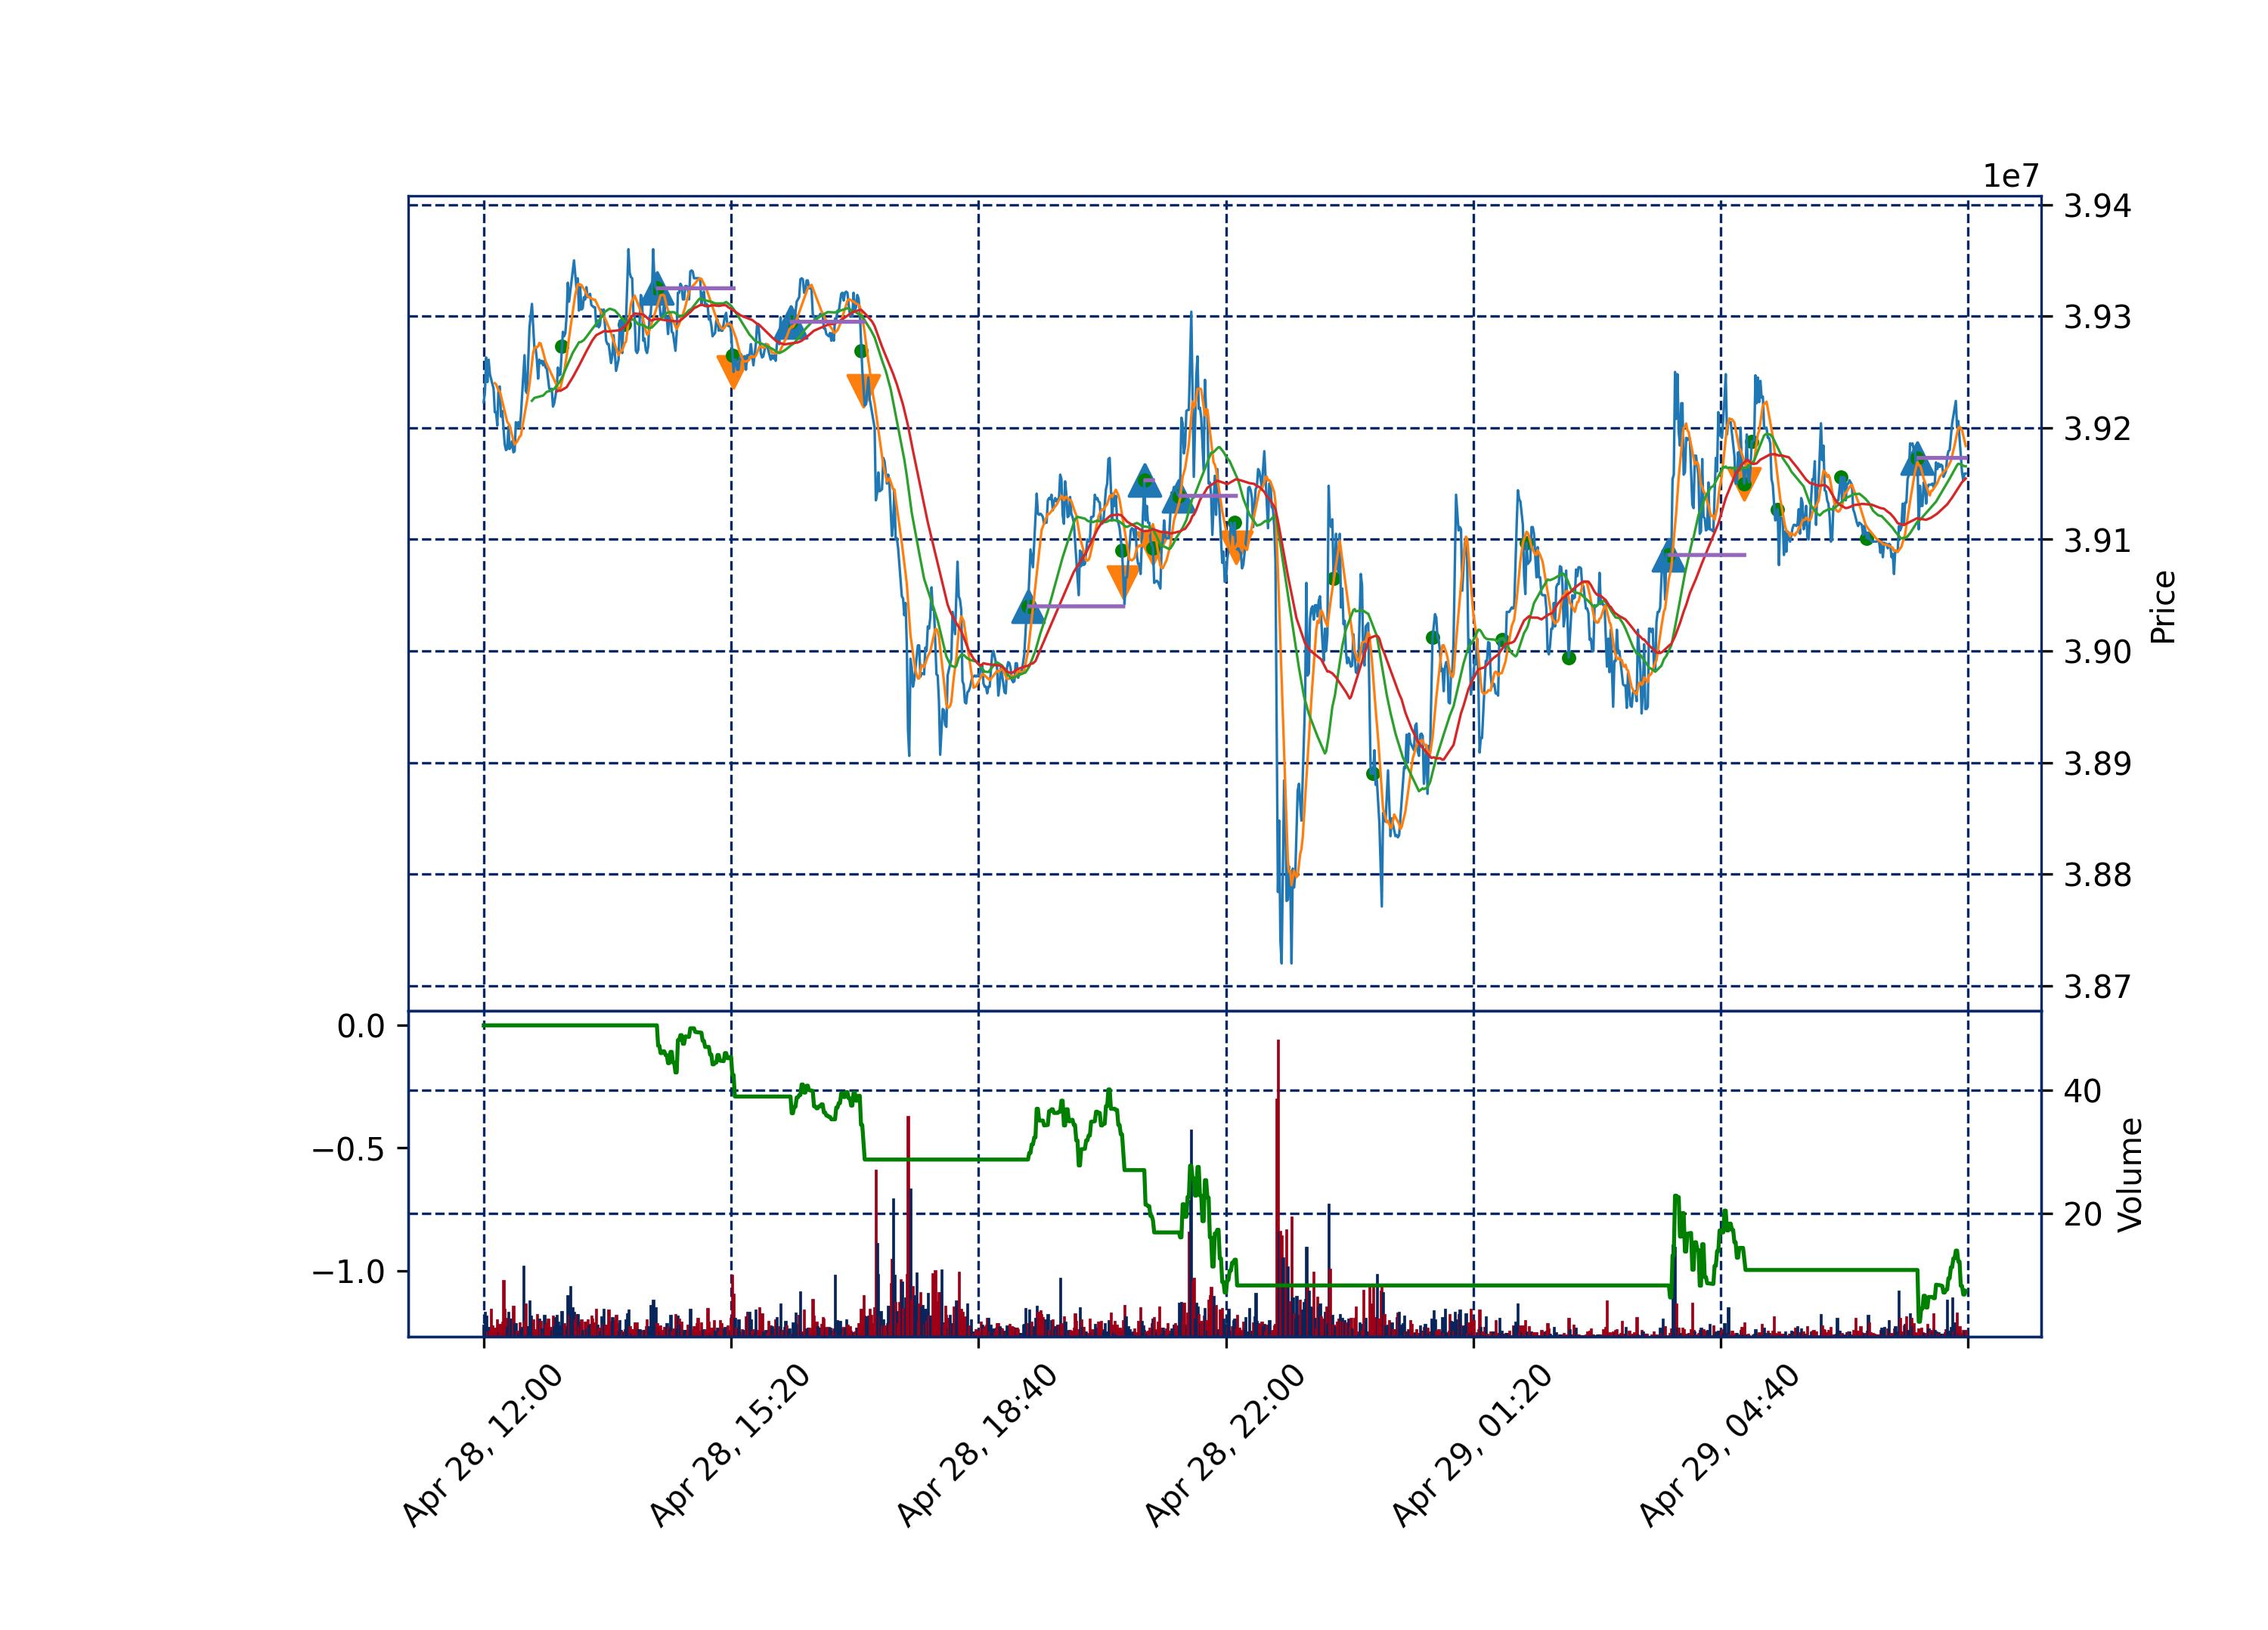 1e7
3.94
3.93
3.92
3.91
3.90
3.89
3.88
3.87
Price
0.0
−0.5
−1.0
40
20
Volume
Apr 28, 12:00
Apr 28, 15:20
Apr 28, 18:40
Apr 28, 22:00
Apr 29, 01:20
Apr 29, 04:40